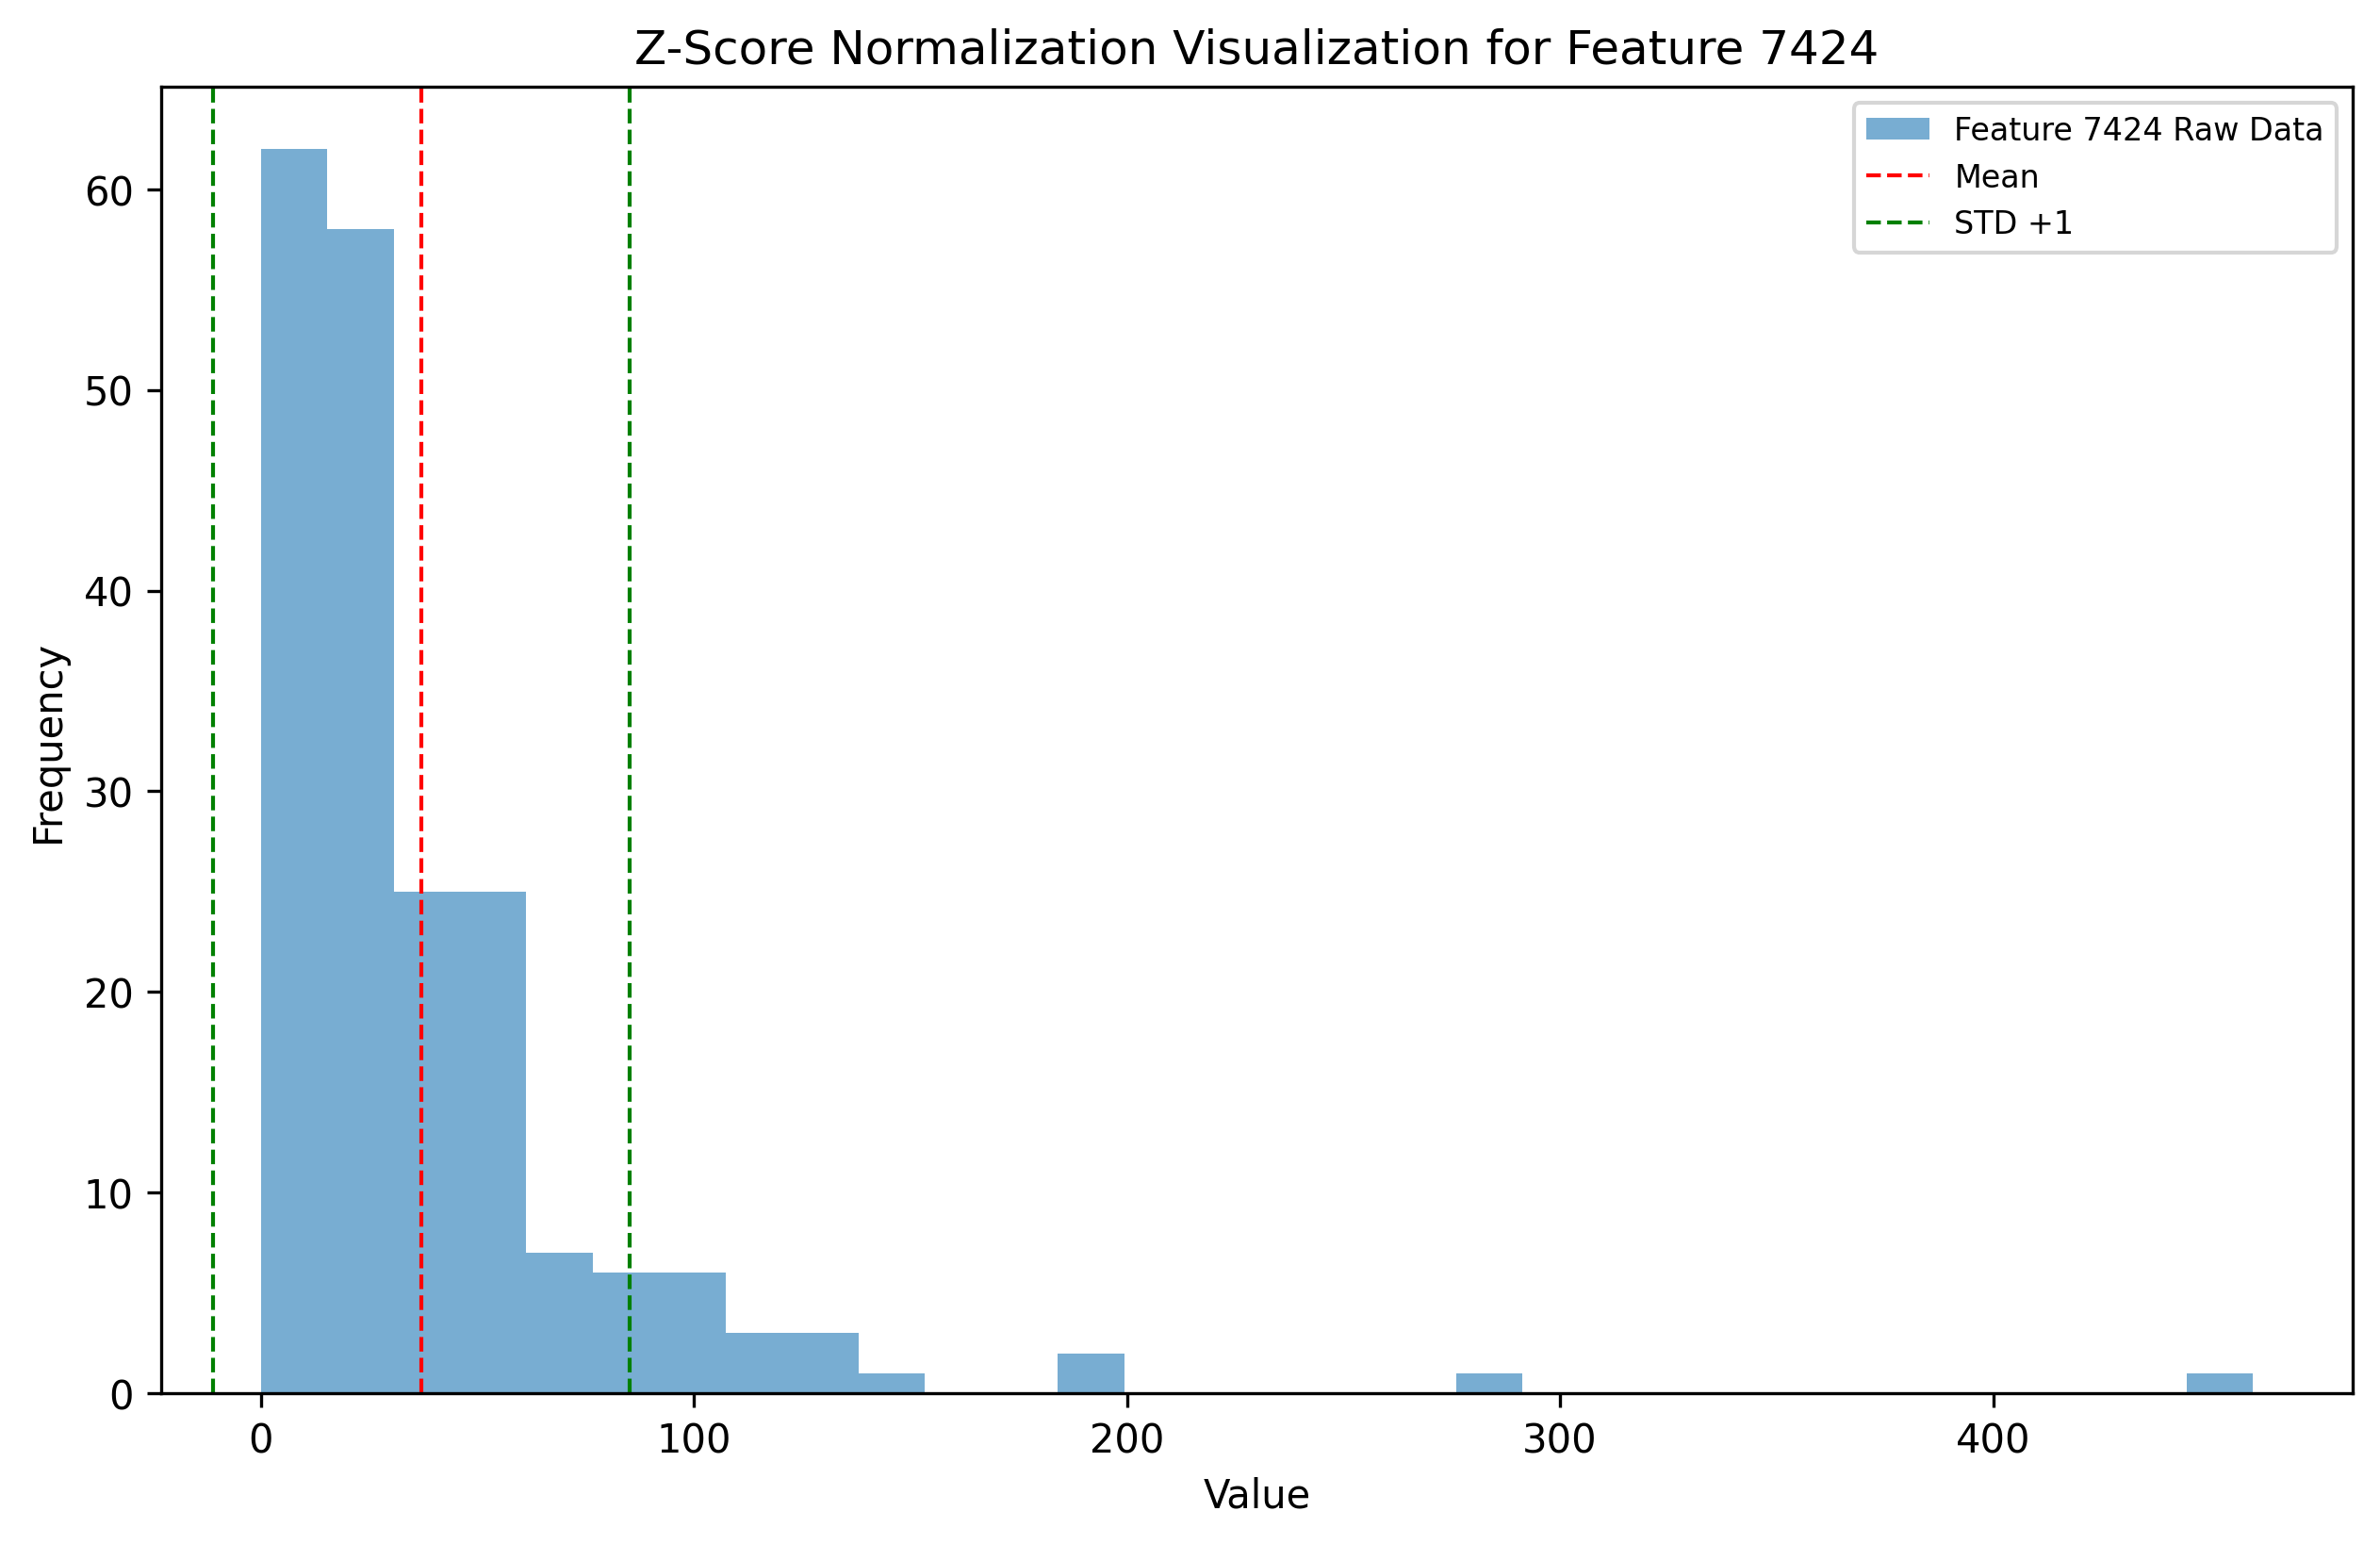 Z-Score Normalization Visualization for Feature 7424
Feature 7424 Raw Data
Mean
STD +1
Frequency
60
50
40
30
20
10
0
0 100 200 300 400
Value